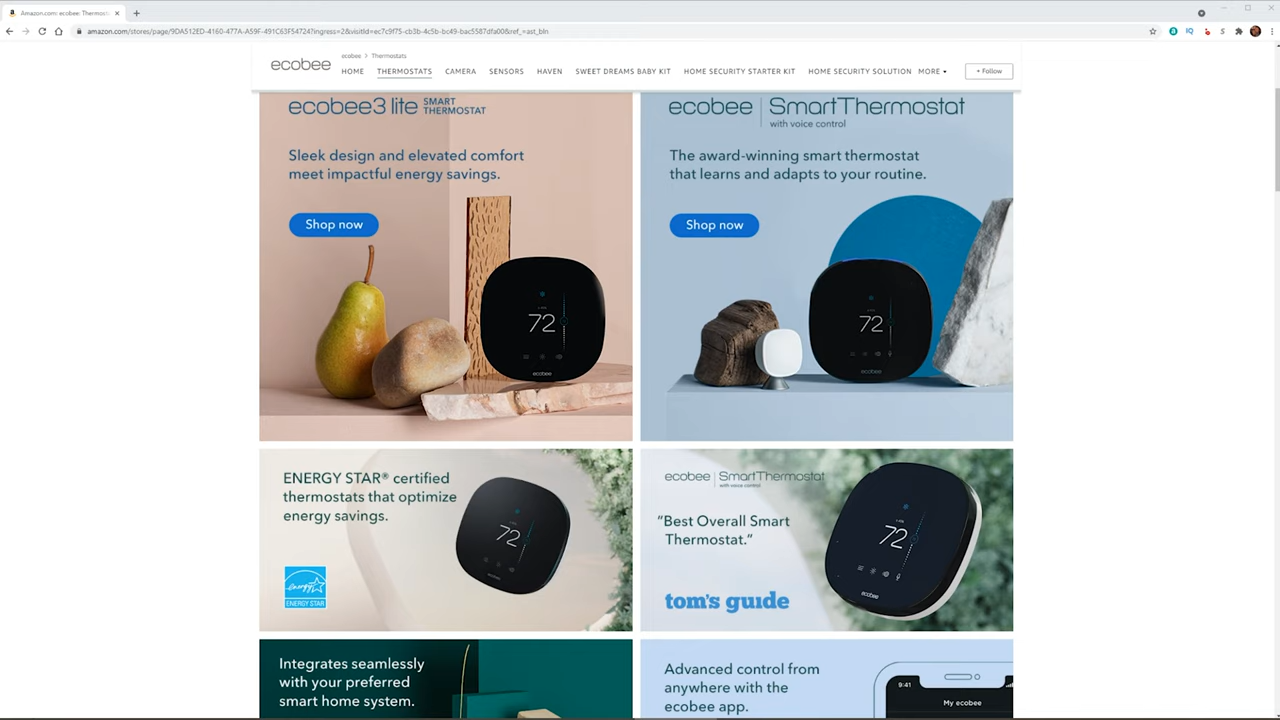 Amazon.com: ecobee: Thermost
amazon.com/stores/page/9DA512ED-4160-477A-A59F-491C63F54724?ingress=2&visitId=ec7c9f75-cb3b-4c5b-bc49-bac5587d7a00&ref_=ast_bln
ecobee
ecobee > Thermostats
HOME THERMOSTATS CAMERA SENSORS HAVEN SWEET DREAMS BABY KIT HOME SECURITY STARTER KIT HOME SECURITY SOLUTION MORE
+ Follow
ecobee3 lite SMART
THERMOSTAT
Sleek design and elevated comfort
meet impactful energy savings.
Shop now
72
ecobee
ecobee | SmartThermostat
with voice control
The award-winning smart thermostat
that learns and adapts to your routine.
Shop now
72
ecobee
ENERGY STAR® certified
thermostats that optimize
energy savings.
energy
ENERGY STAR
72
ecobee
ecobee | SmartThermostat
with voice control
“Best Overall Smart
Thermostat.”
tom's guide
72
ecobee
Integrates seamlessly
with your preferred
smart home system.
Advanced control from
anywhere with the
ecobee app.
9:41
My ecobee